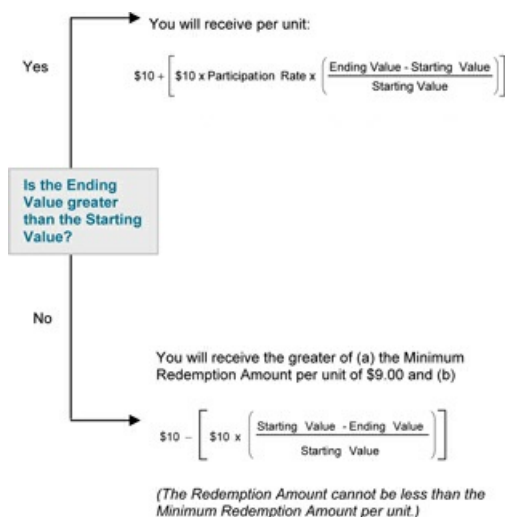 You will receive per unit:
Yes
$10 + [ $10 x Participation Rate x ( Ending Value - Starting Value
Starting Value ) ]
Is the Ending
Value greater
than the Starting
Value?
No
You will receive the greater of (a) the Minimum
Redemption Amount per unit of $9.00 and (b)
$10 – [ $10 x ( Starting Value - Ending Value
Starting Value ) ]
(The Redemption Amount cannot be less than the
Minimum Redemption Amount per unit.)